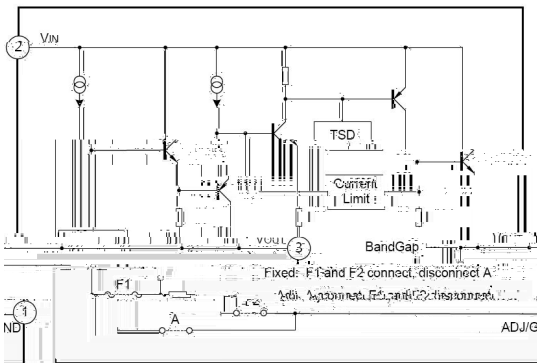 2
VIN
TSD
Current
Limit
VOUT
3
BandGap
Fixed: F1 and F2 connect, disconnect A
F1
1
A
ADJ/G